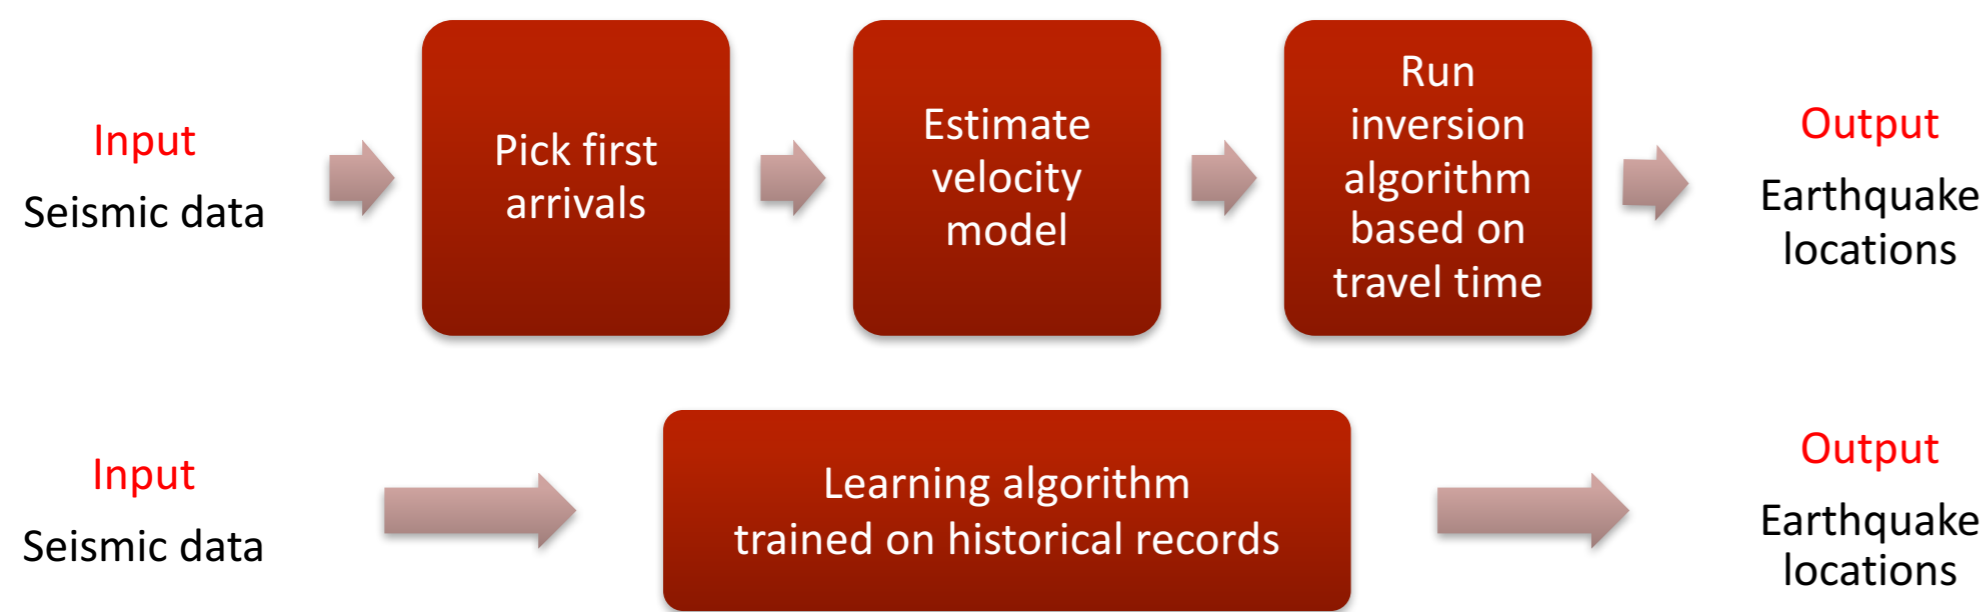 Input
Seismic data
Pick first
arrivals
Estimate
velocity
model
Run
inversion
algorithm
based on
travel time
Output
Earthquake
locations
Input
Seismic data
Learning algorithm
trained on historical records
Output
Earthquake
locations